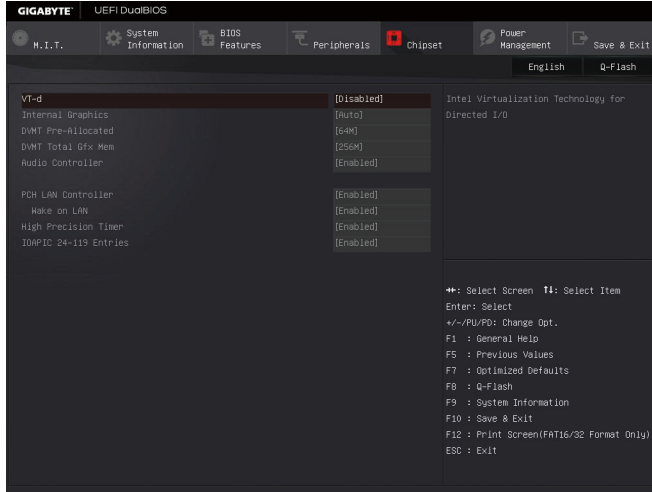 GIGABYTE™ UEFI DualBIOS
M.I.T. System Information BIOS Features Peripherals Chipset Power Management Save & Exit
English Q-Flash
VT-d [Disabled] Intel Virtualization Technology for
Internal Graphics [Auto] Directed I/O
DVMT Pre-Allocated [64M]
DVMT Total Gfx Mem [256M]
Audio Controller [Enabled]
PCH LAN Controller [Enabled]
Wake on LAN [Enabled]
High Precision Timer [Enabled]
IOAPIC 24-119 Entries [Enabled]
→←: Select Screen ↑↓: Select Item
Enter: Select
+/-/PU/PD: Change Opt.
F1 : General Help
F5 : Previous Values
F7 : Optimized Defaults
F8 : Q-Flash
F9 : System Information
F10 : Save & Exit
F12 : Print Screen(FAT16/32 Format Only)
ESC : Exit